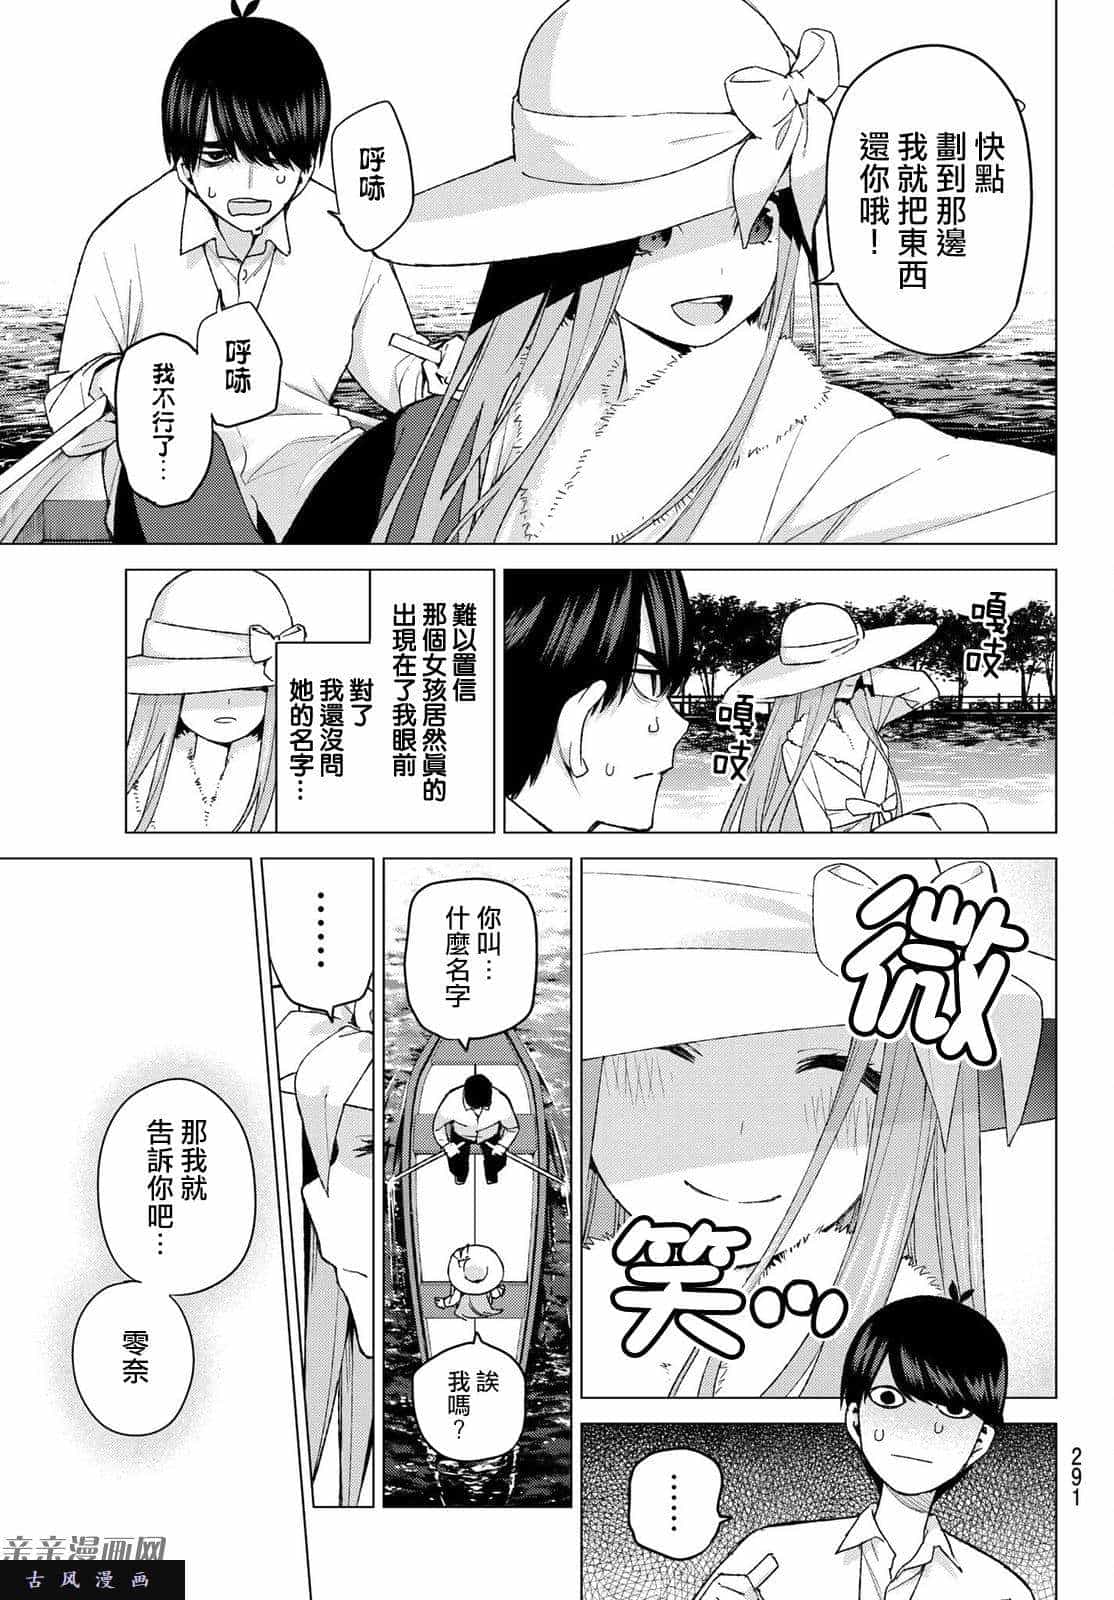 快點
劃到那邊
我就把東西
還你哦！
呼哧
呼哧
我不行了…
嘎吱
嘎吱
難以置信
那個女孩居然眞的
出現在了我眼前
對了
我還沒問
她的名字…
微
笑…
……
你叫…
什麼名字
誒
我嗎？
……
那我就
告訴你吧…
零奈
291
亲亲漫画网
古风漫画